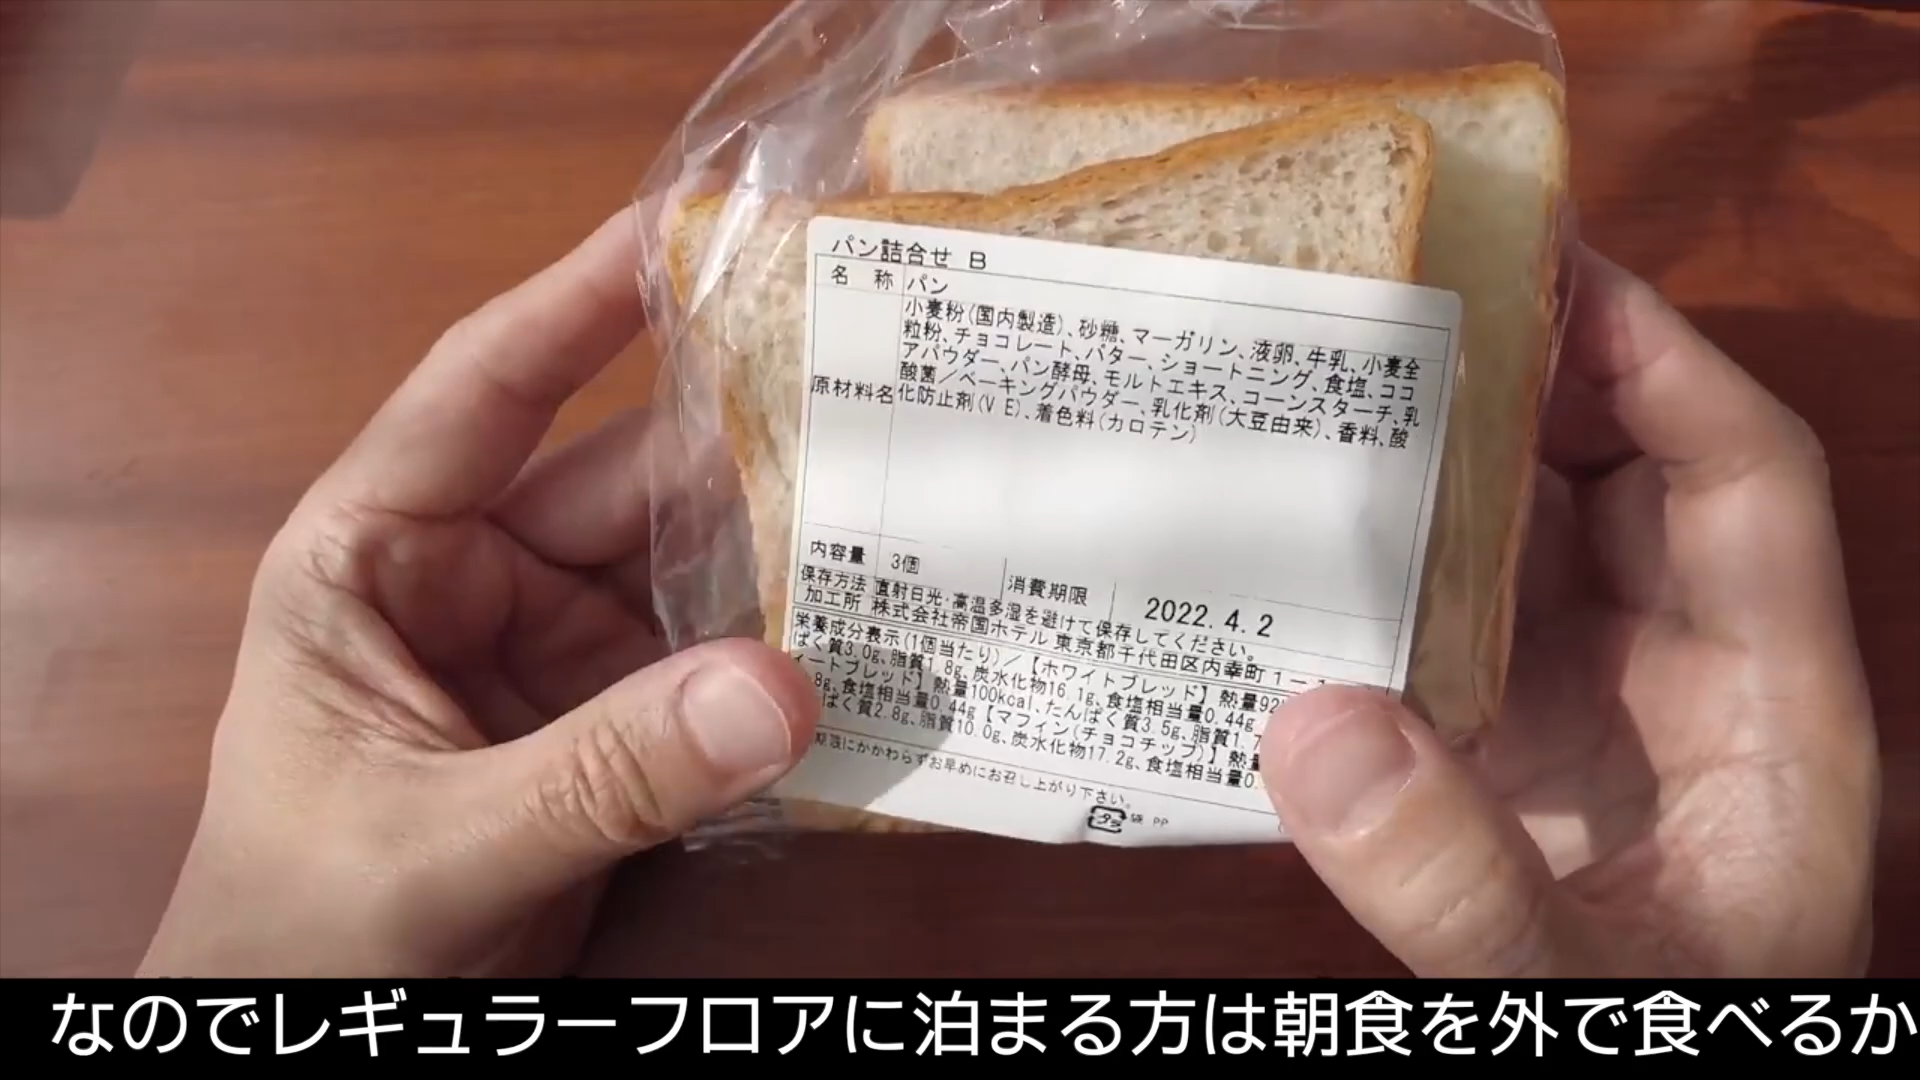 パン詰合せ B
名 称 パン
小麦粉(国内製造)、砂糖、マーガリン、液卵、牛乳、小麦全
粒粉、チョコレート、バター、ショートニング、食塩、ココ
アパウダー、パン酵母、モルトエキス、コーンスターチ、乳
酸菌/ベーキングパウダー、乳化剤(大豆由来)、香料、酸
原材料名 化防止剤(V E)、着色料(カロテン)
内容量 3個 消費期限 2022.4.2
保存方法 直射日光・高温多湿を避けて保存してください。
加工所 株式会社帝国ホテル 東京都千代田区内幸町1-1
栄養成分表示(1個当たり)/【ホワイトブレッド】熱量92
ぱく質3.0g、脂質1.8g、炭水化物16.1g、食塩相当量0.44g
ィートブレッド】熱量100kcal、たんぱく質3.5g、脂質1.7
8g、食塩相当量0.44g【マフィン(チョコチップ)】熱量
ぱく質2.8g、脂質10.0g、炭水化物17.2g、食塩相当量0.
期限にかかわらずお早めにお召し上がり下さい。
プラ 袋 PP
なのでレギュラーフロアに泊まる方は朝食を外で食べるか